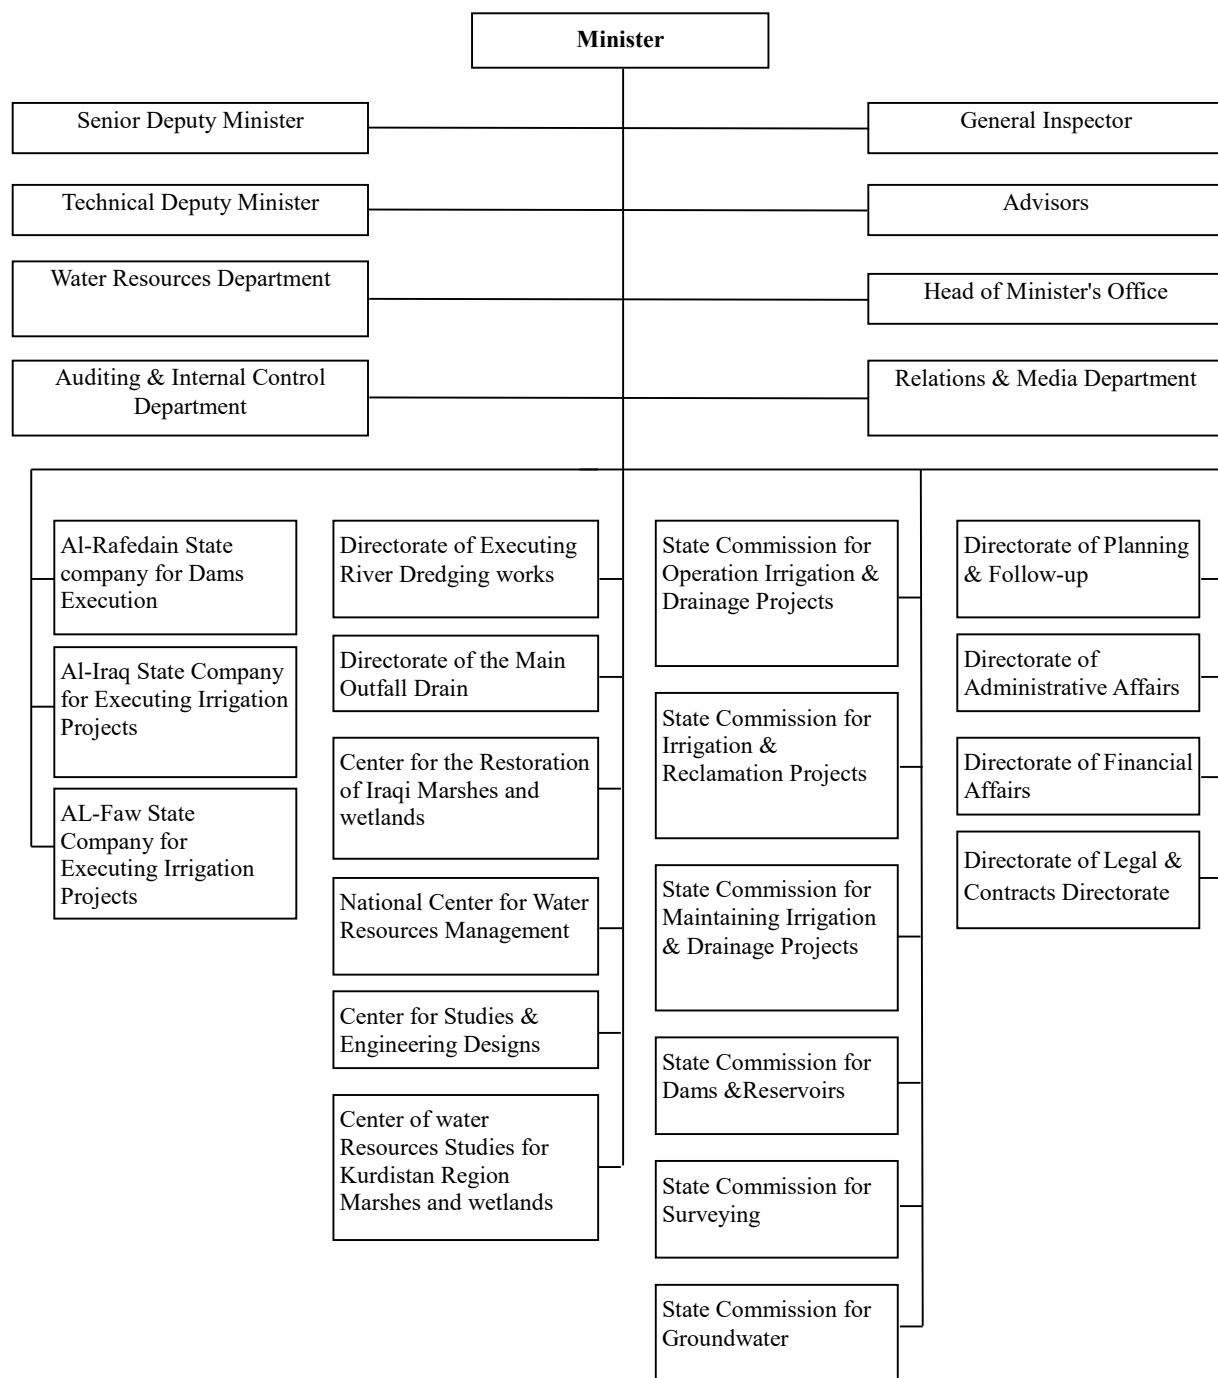 Minister
Senior Deputy Minister
General Inspector
Technical Deputy Minister
Advisors
Water Resources Department
Head of Minister's Office
Auditing & Internal Control
Department
Relations & Media Department
Al-Rafedain State
company for Dams
Execution
Al-Iraq State Company
for Executing Irrigation
Projects
AL-Faw State
Company for
Executing Irrigation
Projects
Directorate of Executing
River Dredging works
Directorate of the Main
Outfall Drain
Center for the Restoration
of Iraqi Marshes and
wetlands
National Center for Water
Resources Management
Center for Studies &
Engineering Designs
Center of water
Resources Studies for
Kurdistan Region
Marshes and wetlands
State Commission for
Operation Irrigation &
Drainage Projects
State Commission for
Irrigation &
Reclamation Projects
State Commission for
Maintaining Irrigation
& Drainage Projects
State Commission for
Dams &Reservoirs
State Commission for
Surveying
State Commission for
Groundwater
Directorate of Planning
& Follow-up
Directorate of
Administrative Affairs
Directorate of Financial
Affairs
Directorate of Legal &
Contracts Directorate